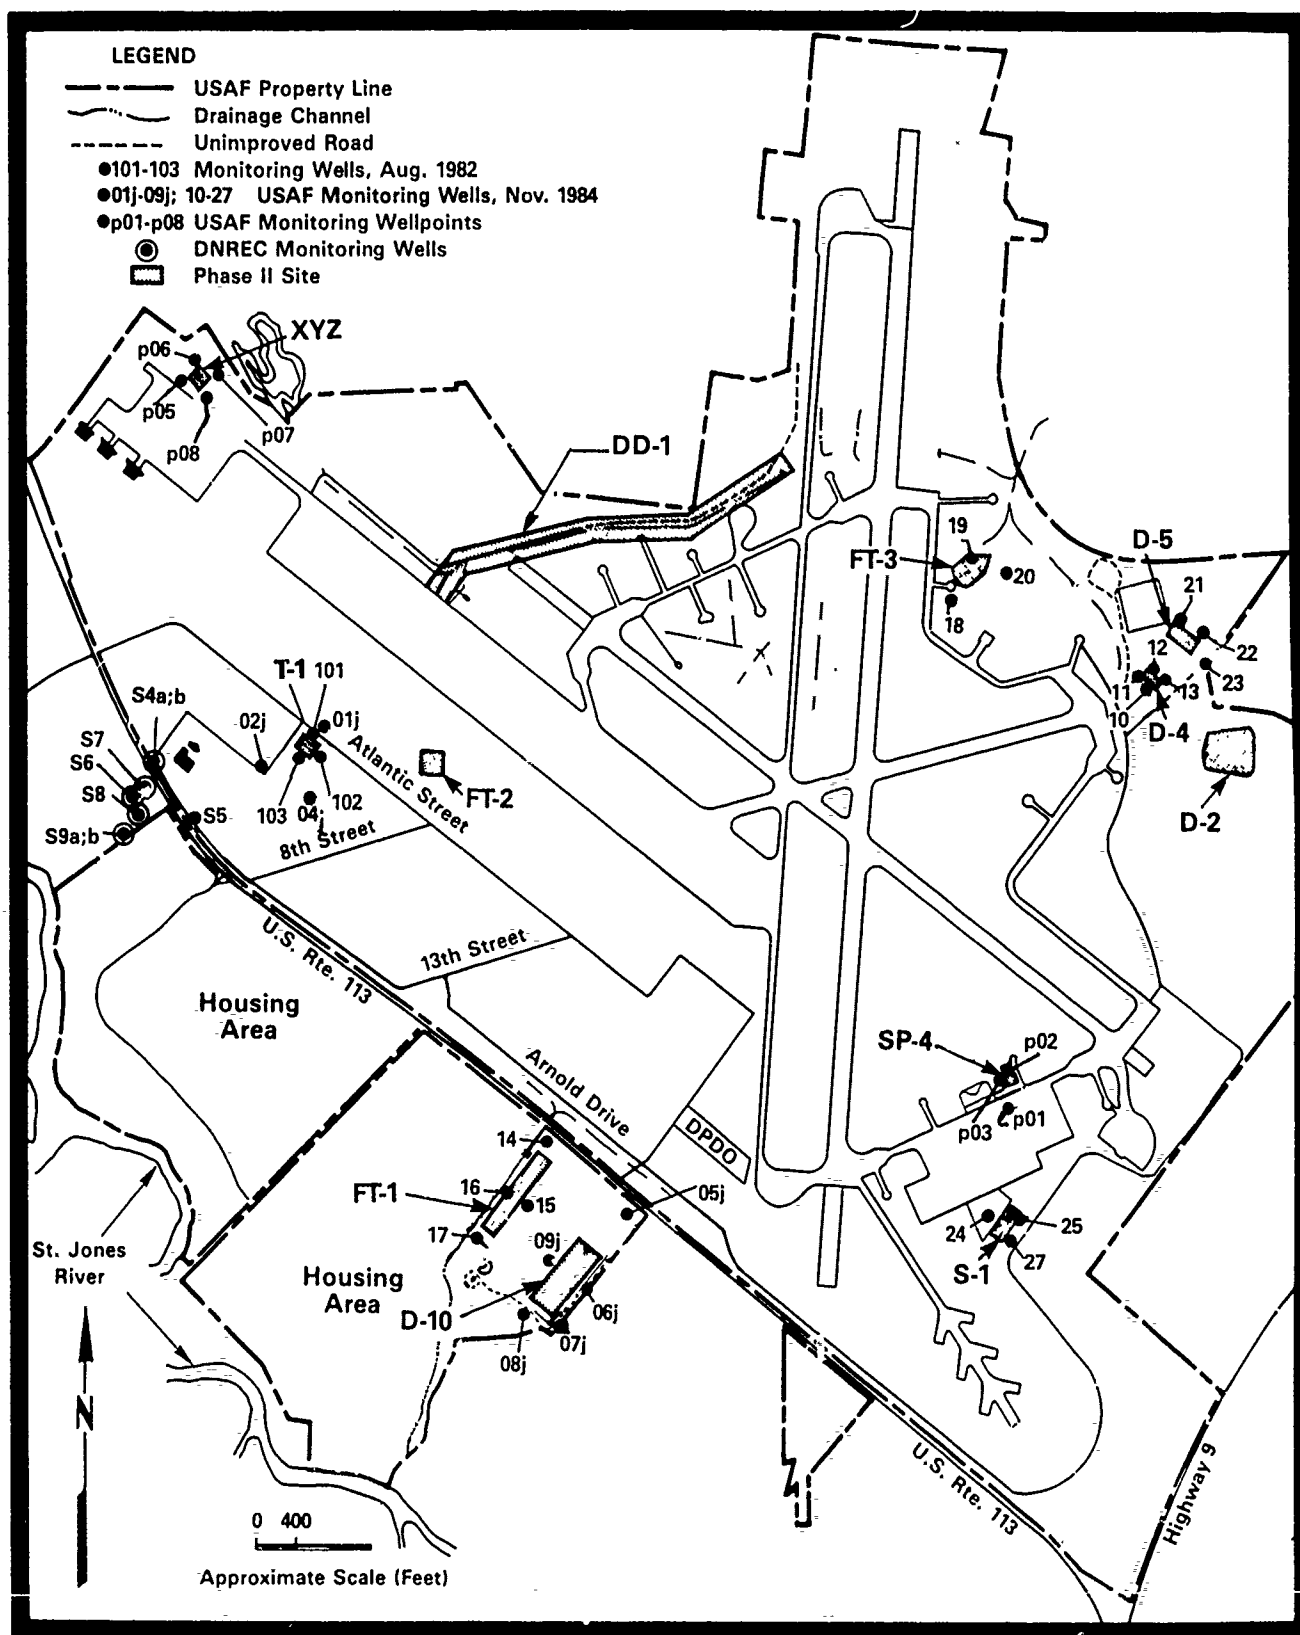 LEGEND
USAF Property Line
Drainage Channel
Unimproved Road
101-103 Monitoring Wells, Aug. 1982
01j-09j; 10-27 USAF Monitoring Wells, Nov. 1984
p01-p08 USAF Monitoring Wellpoints
DNREC Monitoring Wells
Phase II Site
XYZ
p06
p05
p07
p08
DD-1
19
FT-3
20
18
D-5
21
22
12
23
11
13
10
D-4
D-2
T-1
101
S4a;b
02j
01j
S7
S6
S8
S9a;b
S5
103
102
04j
Atlantic Street
FT-2
8th Street
U.S. Rte. 113
13th Street
Housing
Area
Arnold Drive
SP-4
p02
p03
p01
DPDO
14
FT-1
16
15
05j
17
09j
24
25
27
S-1
St. Jones
River
Housing
Area
D-10
06j
07j
08j
N
U.S. Rte. 113
Highway 9
0 400
Approximate Scale (Feet)